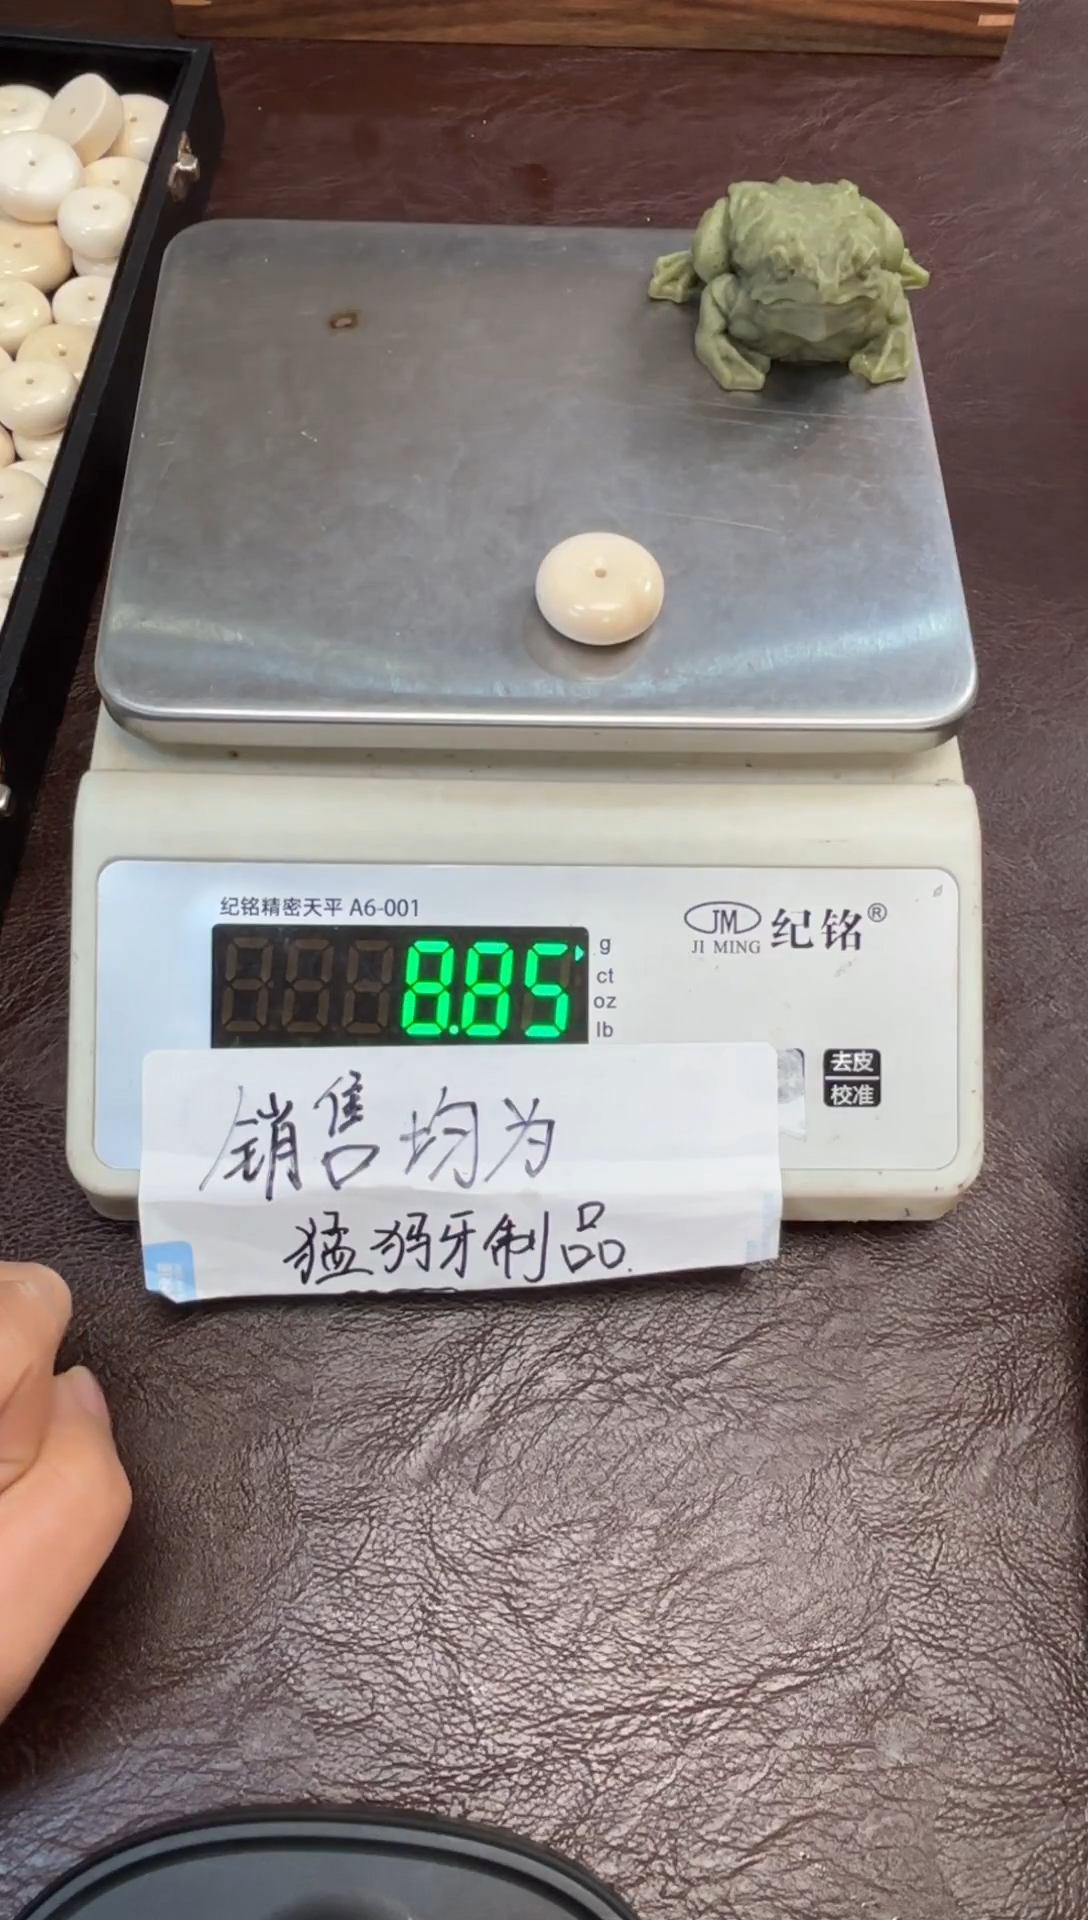 纪铭精密天平 A6-001
8.85
g
ct
oz
lb
JM
JI MING
纪铭®
去皮
校准
销售均为
猛犸牙制品.